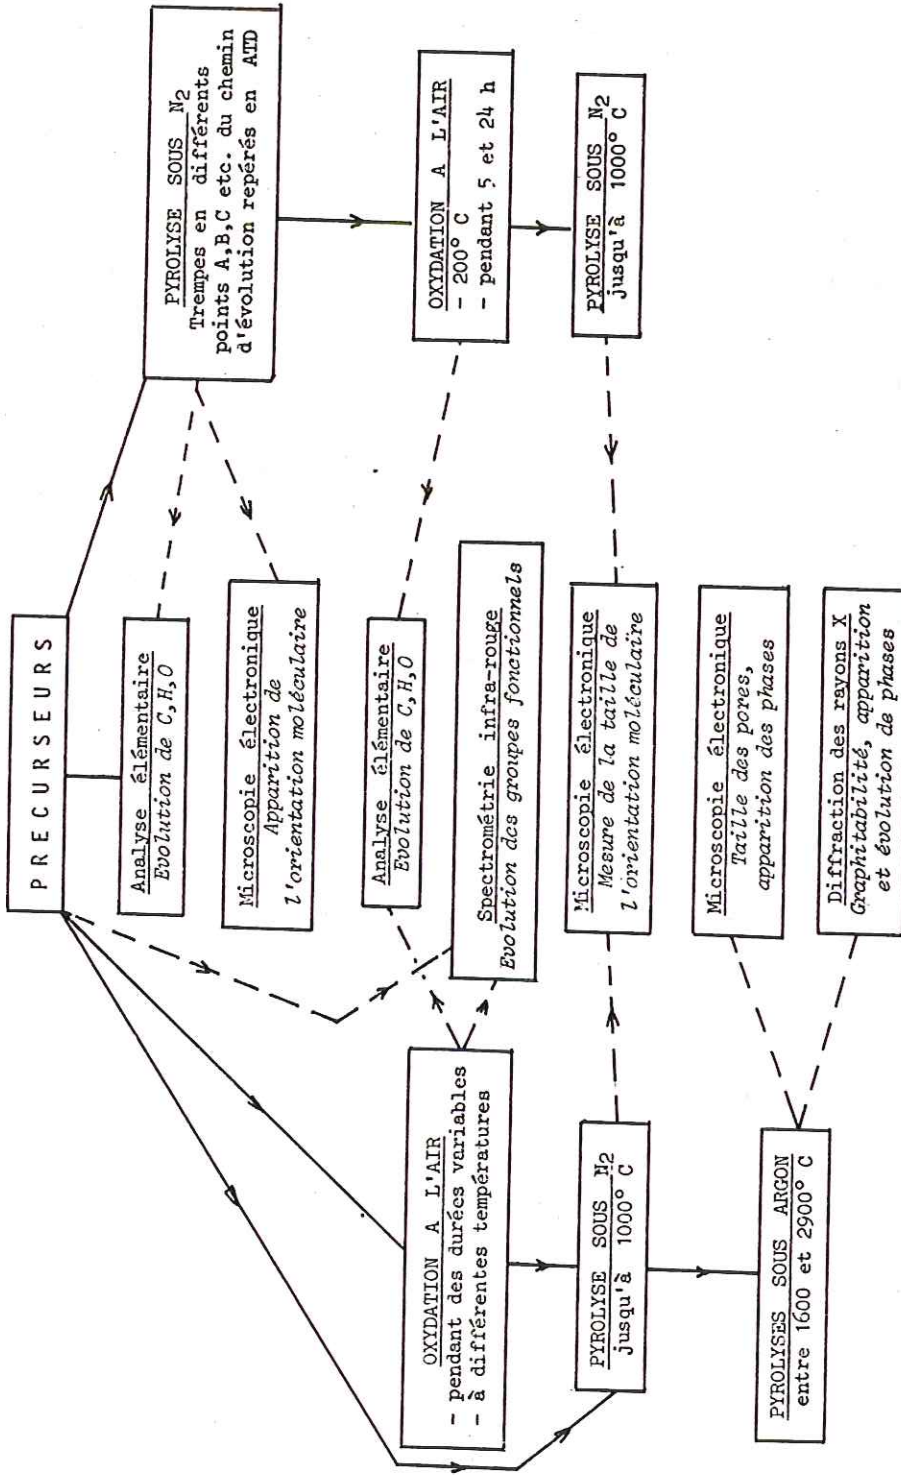 PRECURSEURS
Analyse élémentaire
Evolution de C,H,O
Microscopie électronique
Apparition de
l'orientation moléculaire
Analyse élémentaire
Evolution de C,H,O
Spectrométrie infra-rouge
Evolution des groupes fonctionnels
Microscopie électronique
Mesure de la taille de
l'orientation moléculaïre
Microscopie électronique
Taille des pores,
apparition des phases
Diffraction des rayons X
Graphitabilité, apparition
et évolution de phases
OXYDATION A L'AIR
- pendant des durées variables
- à différentes températures
PYROLYSE SOUS N2
jusqu'à 1000° C
PYROLYSES SOUS ARGON
entre 1600 et 2900° C
PYROLYSE SOUS N2
Trempes en différents
points A,B,C etc. du chemin
d'évolution repérés en ATD
OXYDATION A L'AIR
- 200° C
- pendant 5 et 24 h
PYROLYSE SOUS N2
jusqu'à 1000° C